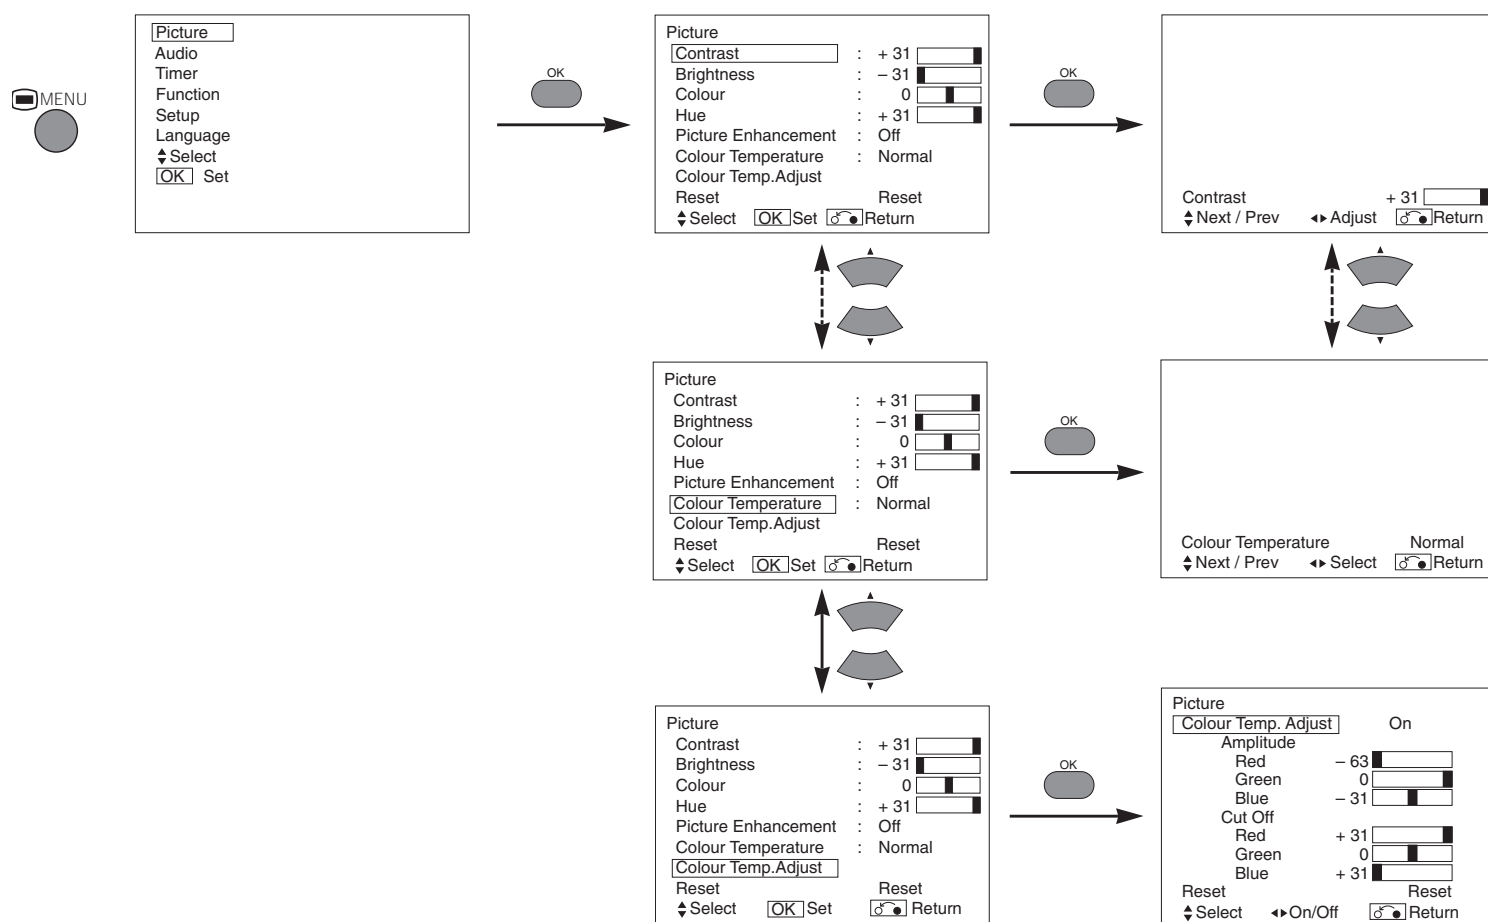 MENU
Picture
Audio
Timer
Function
Setup
Language
Select
OK Set
OK
Picture
Contrast : + 31
Brightness : – 31
Colour : 0
Hue : + 31
Picture Enhancement : Off
Colour Temperature : Normal
Colour Temp.Adjust
Reset Reset
Select OK Set Return
OK
Contrast + 31
Next / Prev Adjust Return
Picture
Contrast : + 31
Brightness : – 31
Colour : 0
Hue : + 31
Picture Enhancement : Off
Colour Temperature : Normal
Colour Temp.Adjust
Reset Reset
Select OK Set Return
OK
Colour Temperature Normal
Next / Prev Select Return
Picture
Contrast : + 31
Brightness : – 31
Colour : 0
Hue : + 31
Picture Enhancement : Off
Colour Temperature : Normal
Colour Temp.Adjust
Reset Reset
Select OK Set Return
OK
Picture
Colour Temp. Adjust On
Amplitude
Red – 63
Green 0
Blue – 31
Cut Off
Red + 31
Green 0
Blue + 31
Reset Reset
Select On/Off Return